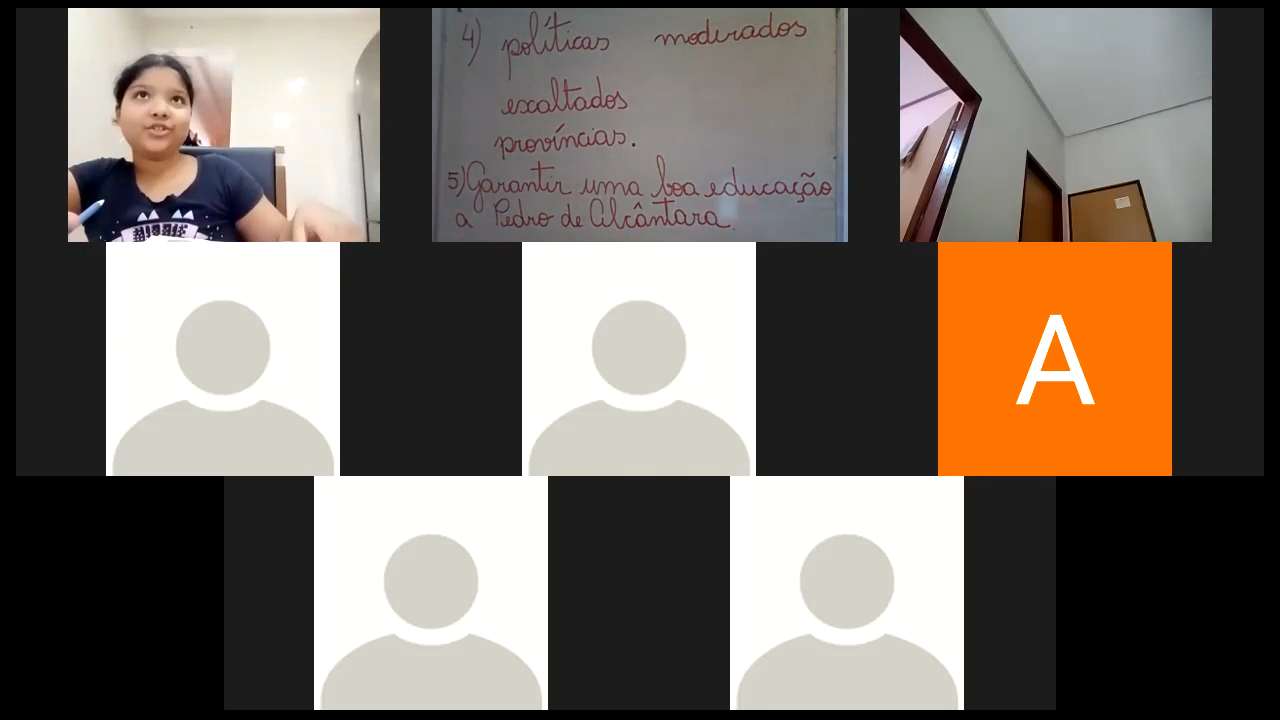 4) políticas moderados
exaltados
províncias.
5) Garantir uma boa educação
a Pedro de Alcântara.
A